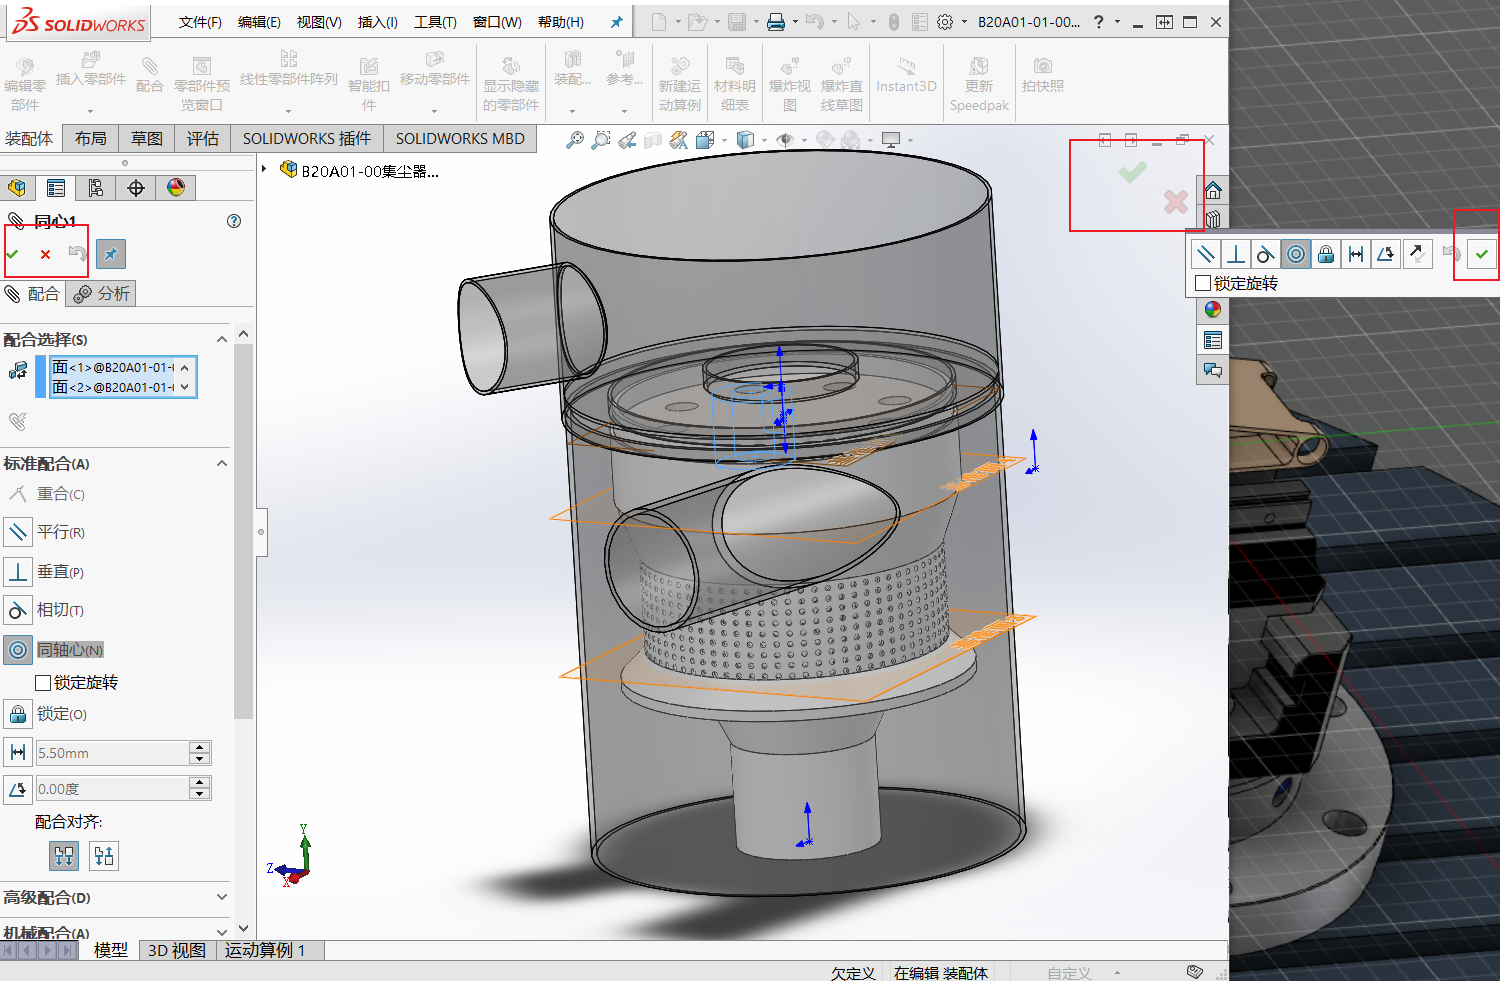 SOLIDWORKS
文件(F) 编辑(E) 视图(V) 插入(I) 工具(T) 窗口(W) 帮助(H)
B20A01-01-00... ?
编辑零部件
插入零部件
配合
零部件预览窗口
线性零部件阵列
智能扣件
移动零部件
显示隐藏的零部件
装配...
参考...
新建运动算例
材料明细表
爆炸视图
爆炸直线草图
Instant3D
更新 Speedpak
拍快照
装配体 布局 草图 评估 SOLIDWORKS 插件 SOLIDWORKS MBD
B20A01-00集尘器...
同心1
配合 分析
配合选择(S)
面<1>@B20A01-01-
面<2>@B20A01-01-
标准配合(A)
重合(C)
平行(R)
垂直(P)
相切(T)
同轴心(N)
锁定旋转
锁定(O)
5.50mm
0.00度
配合对齐:
高级配合(D)
机械配合(A)
锁定旋转
Y
Z
X
模型 3D 视图 运动算例 1
欠定义 在编辑 装配体 自定义